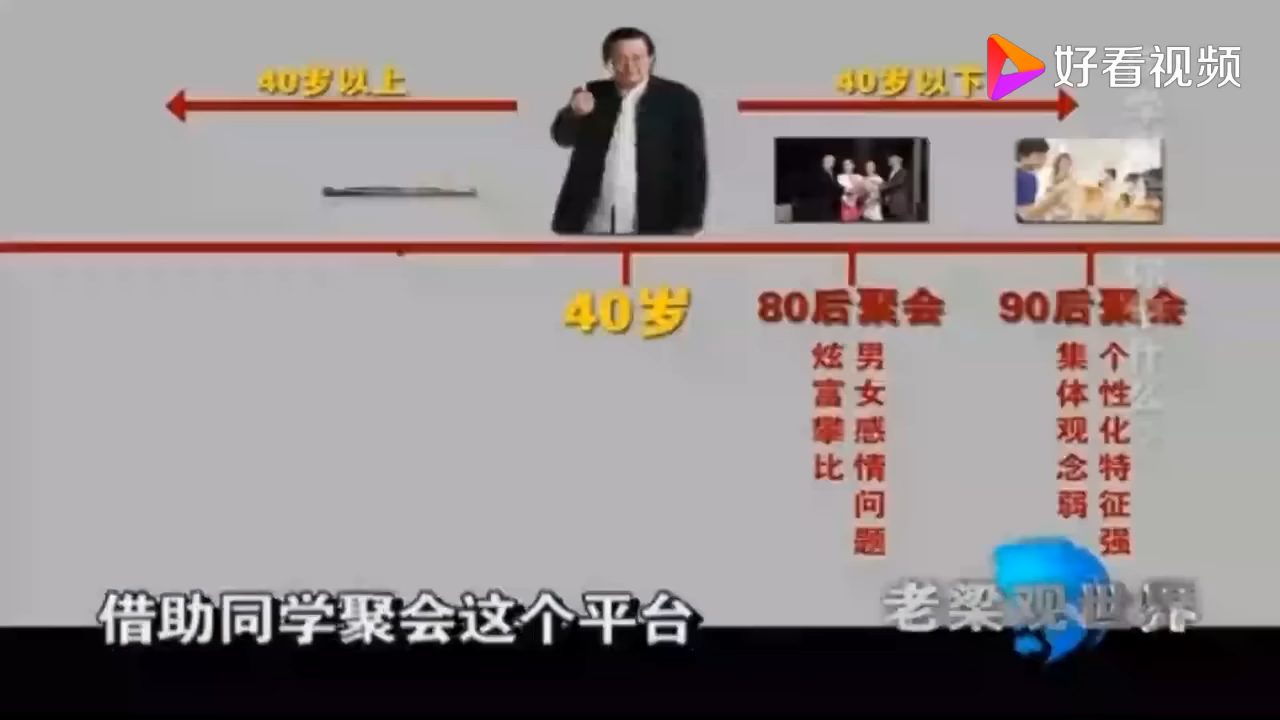 好看视频
40岁以上
40岁以下
40岁
80后聚会
90后聚会
男女感情问题
炫富攀比
个性化特征强
集体观念弱
借助同学聚会这个平台
老梁观世界